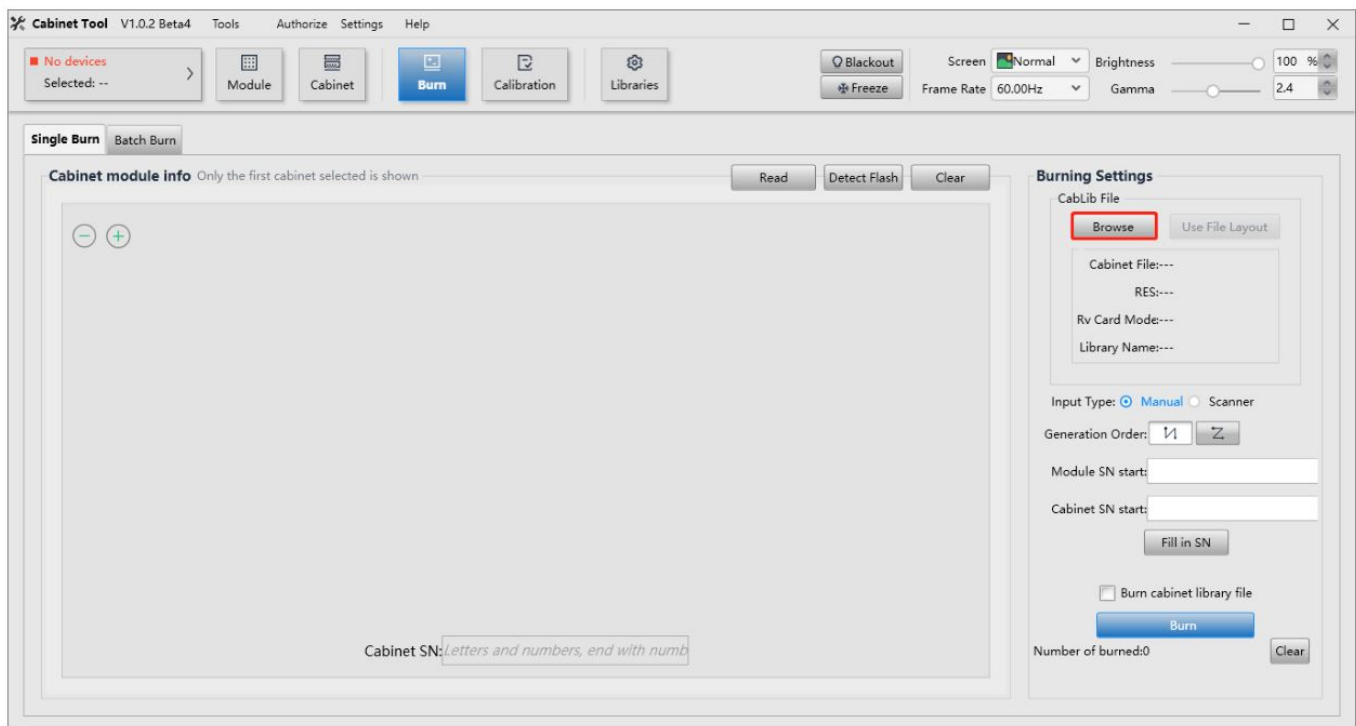 Cabinet Tool V1.0.2 Beta4 Tools Authorize Settings Help
No devices
Selected: --
Module
Cabinet
Burn
Calibration
Libraries
Blackout
Freeze
Screen Normal
Frame Rate 60.00Hz
Brightness 100 %
Gamma 2.4
Single Burn Batch Burn
Cabinet module info Only the first cabinet selected is shown
Read Detect Flash Clear
Cabinet SN: Letters and numbers, end with numb
Burning Settings
CabLib File
Browse Use File Layout
Cabinet File:---
RES:---
Rv Card Mode:---
Library Name:---
Input Type: Manual Scanner
Generation Order:
Module SN start:
Cabinet SN start:
Fill in SN
Burn cabinet library file
Burn
Number of burned:0 Clear